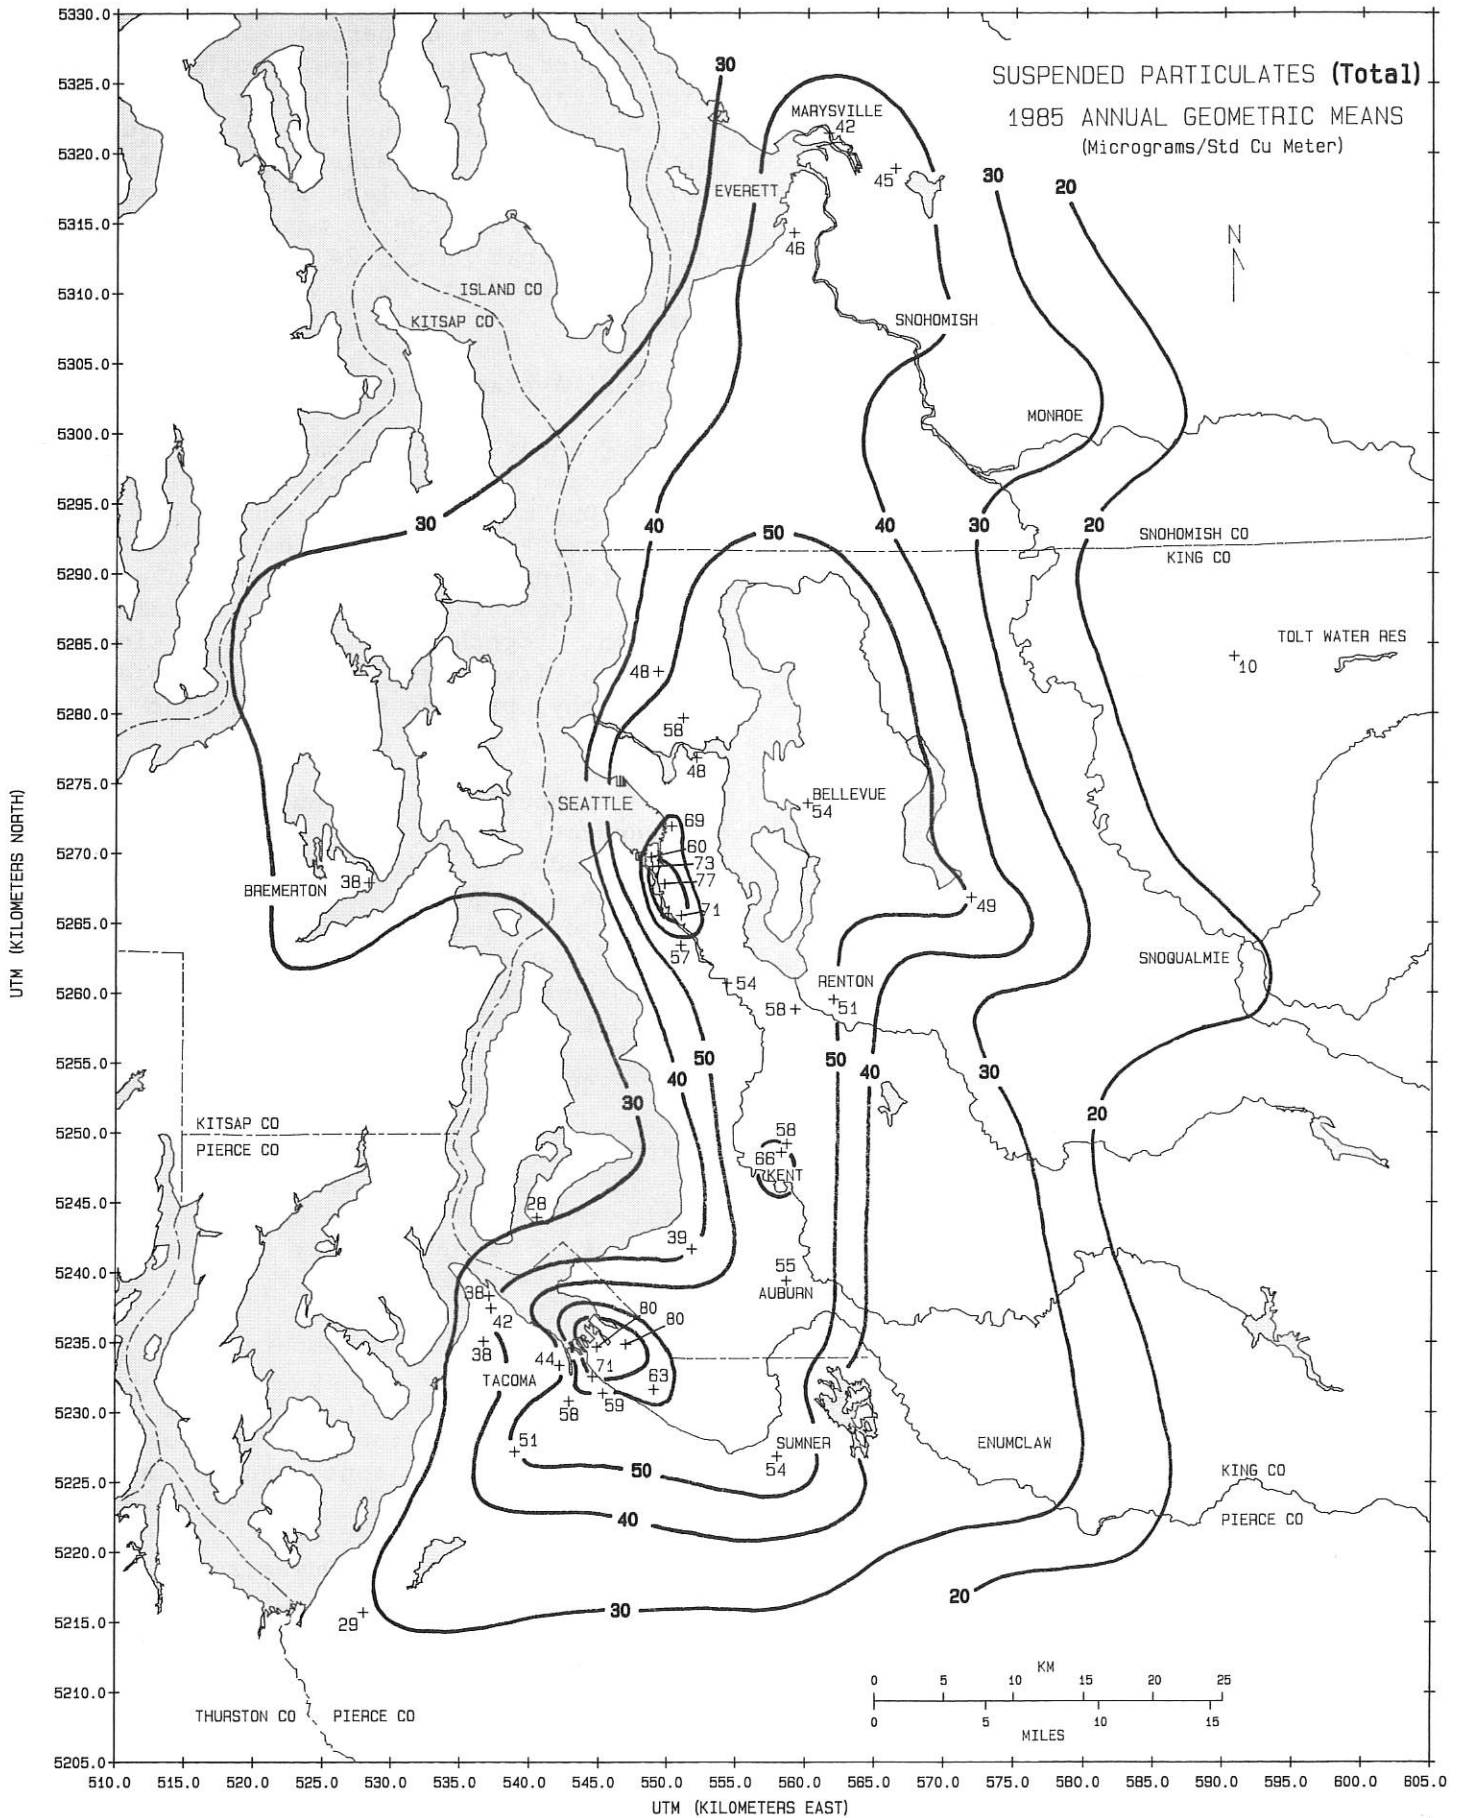 5330.0
5325.0
5320.0
5315.0
5310.0
5305.0
5300.0
5295.0
5290.0
5285.0
5280.0
5275.0
5270.0
5265.0
5260.0
5255.0
5250.0
5245.0
5240.0
5235.0
5230.0
5225.0
5220.0
5215.0
5210.0
5205.0
UTM (KILOMETERS NORTH)
SUSPENDED PARTICULATES (Total)
1985 ANNUAL GEOMETRIC MEANS
(Micrograms/Std Cu Meter)
30
MARYSVILLE
42
45
30
20
EVERETT
46
N
ISLAND CO
KITSAP CO
SNOHOMISH
MONROE
30
40
50
40
30
20
SNOHOMISH CO
KING CO
TOLT WATER RES
10
48
58
48
SEATTLE
BELLEVUE
54
69
60
73
77
71
BREMERTON
38
49
57
54
RENTON
58
51
SNOQUALMIE
50
40
50
40
30
30
20
KITSAP CO
PIERCE CO
58
66
KENT
28
39
55
AUBURN
38
42
38
80
80
44
71
TACOMA
63
58
59
51
SUMNER
54
ENUMCLAW
50
KING CO
PIERCE CO
40
20
30
29
THURSTON CO
PIERCE CO
KM
0 5 10 15 20 25
0 5 10 15
MILES
510.0 515.0 520.0 525.0 530.0 535.0 540.0 545.0 550.0 555.0 560.0 565.0 570.0 575.0 580.0 585.0 590.0 595.0 600.0 605.0
UTM (KILOMETERS EAST)